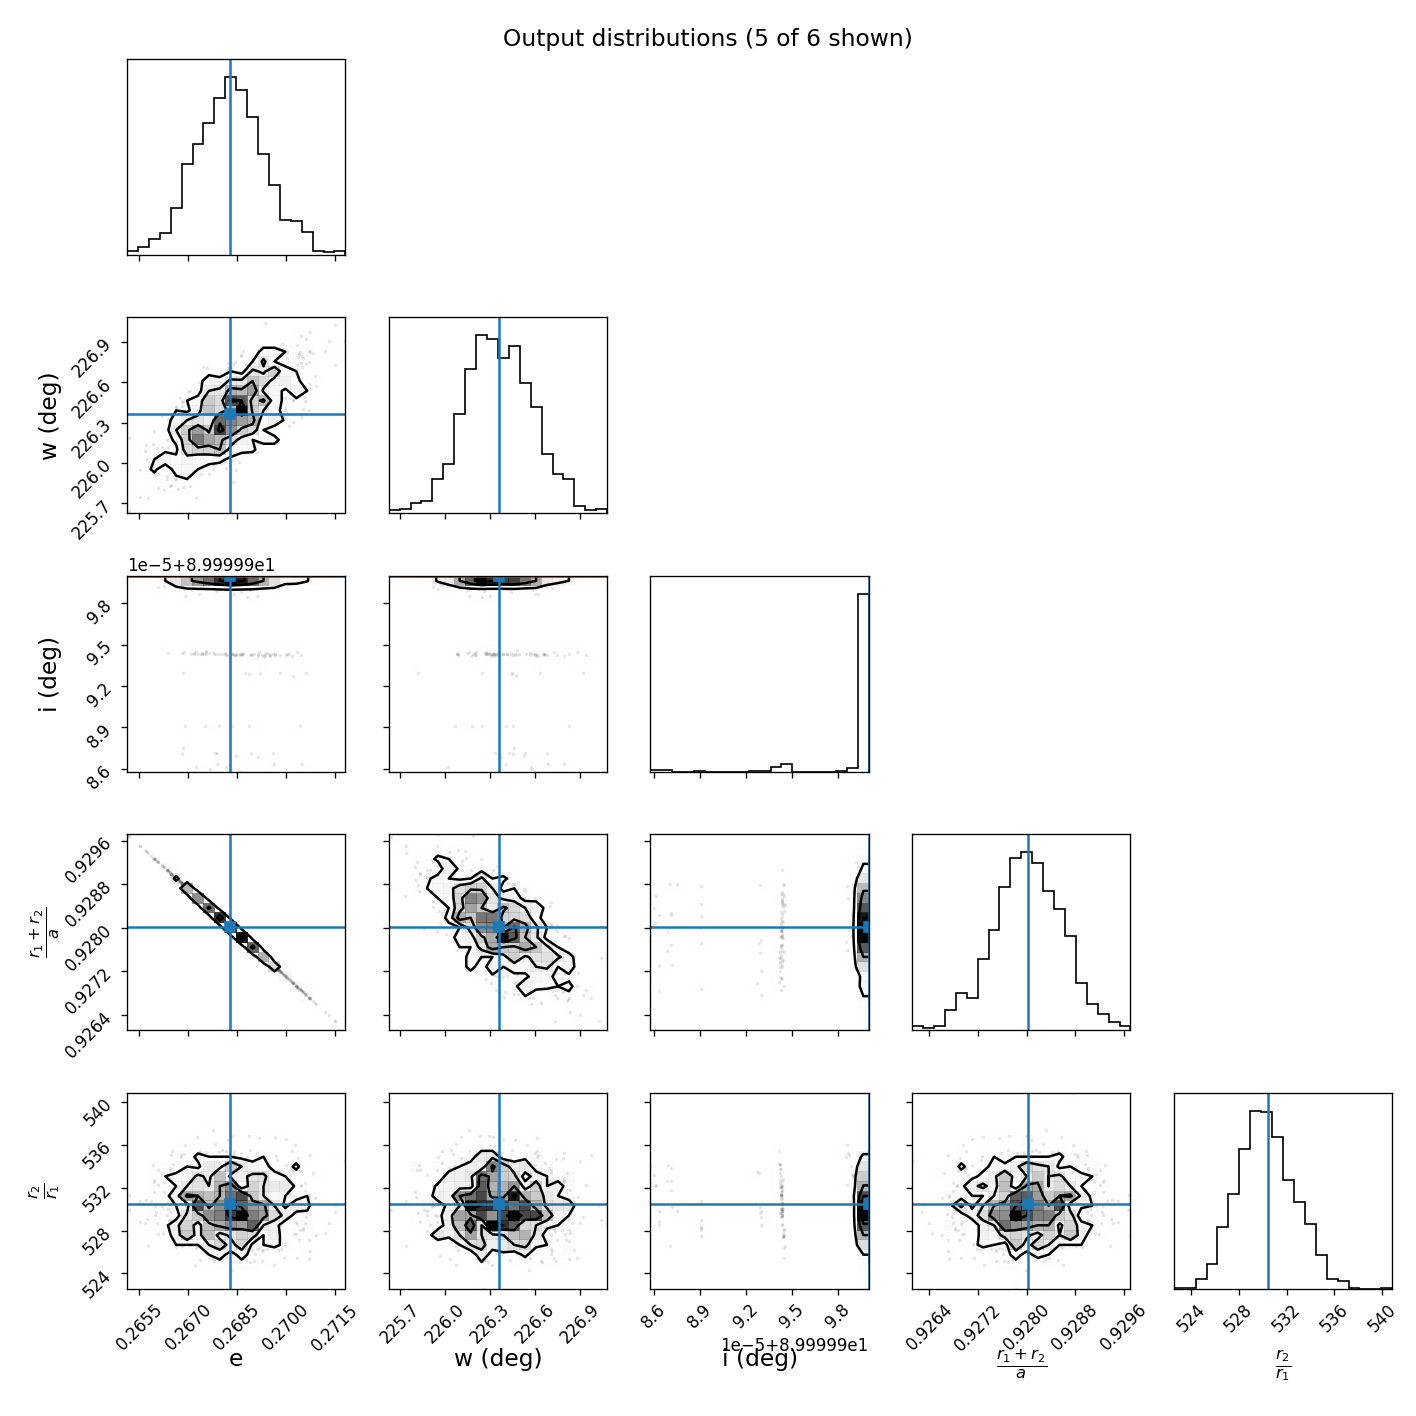 Output distributions (5 of 6 shown)
w (deg)
226.9
226.6
226.3
226.0
225.7
1e−5+8.99999e1
i (deg)
9.8
9.5
9.2
8.9
8.6
r₁ + r₂
a
0.9296
0.9288
0.9280
0.9272
0.9264
r₂
r₁
540
536
532
528
524
0.2655 0.2670 0.2685 0.2700 0.2715
225.7 226.0 226.3 226.6 226.9
8.6 8.9 9.2 9.5 9.8
0.9264 0.9272 0.9280 0.9288 0.9296
524 528 532 536 540
1e−5+8.99999e1
e w (deg) i (deg)
r₁ + r₂
a
r₂
r₁